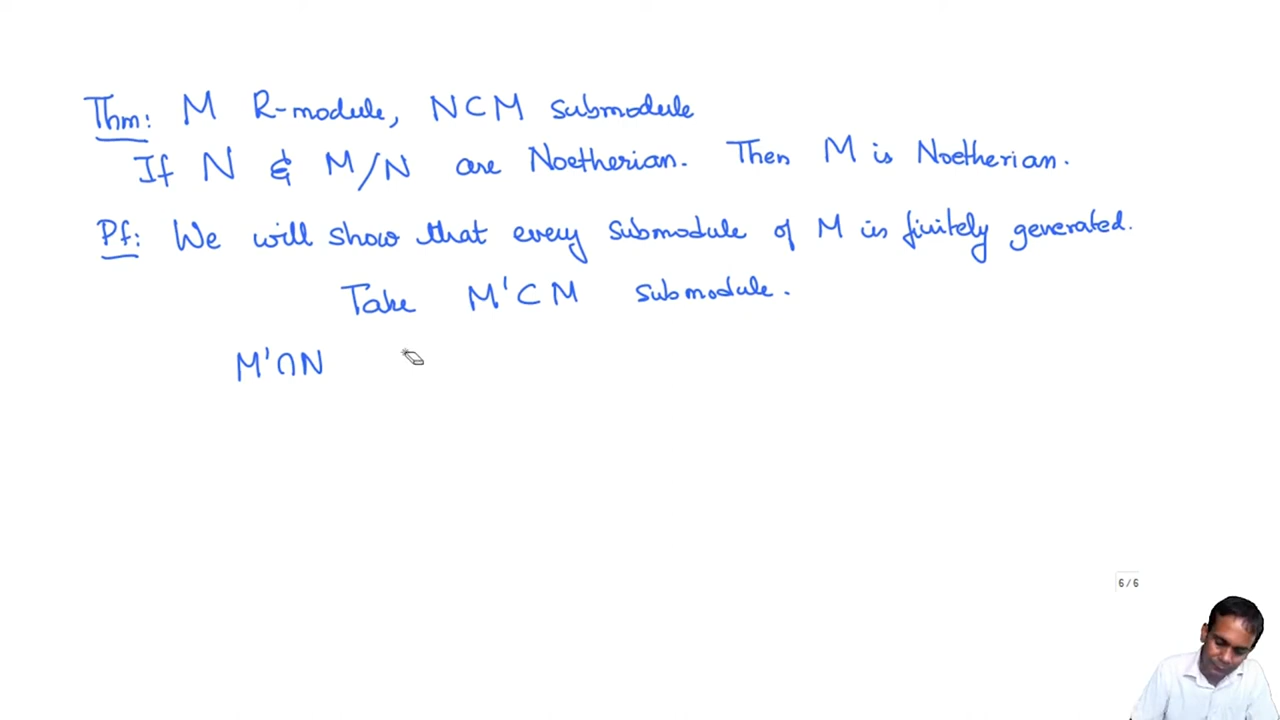 Thm: M R-module, N⊂M submodule
If N & M/N are Noetherian. Then M is Noetherian.
Pf: We will show that every submodule of M is finitely generated.
Take M'⊂M submodule.
M'∩N
6/6